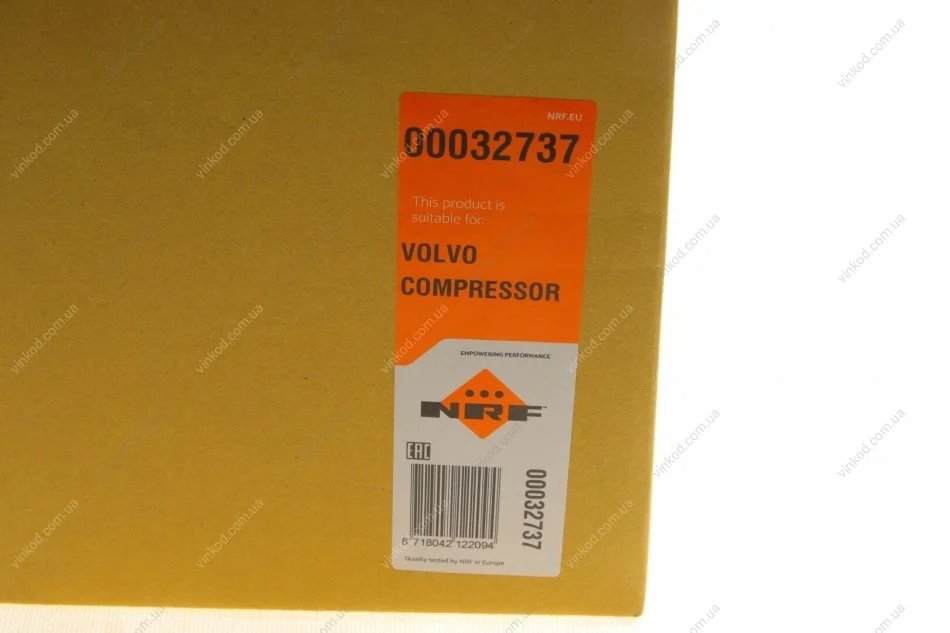 NRF.EU
00032737
This product is
suitable for:
VOLVO
COMPRESSOR
EMPOWERING PERFORMANCE
NRF™
EAC
00032737
8 718042 122094
Quality tested by NRF in Europe
vinkod.com.ua